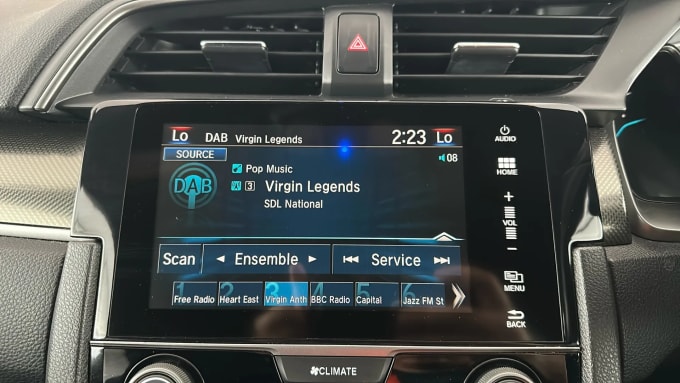 Lo DAB Virgin Legends 2:23 Lo
AUDIO
SOURCE 08
Pop Music
HOME
DAB 3 Virgin Legends
SDL National
+
VOL
-
Scan Ensemble Service
MENU
1 2 3 4 5 6
Free Radio Heart East Virgin Anth BBC Radio Capital Jazz FM St
BACK
CLIMATE